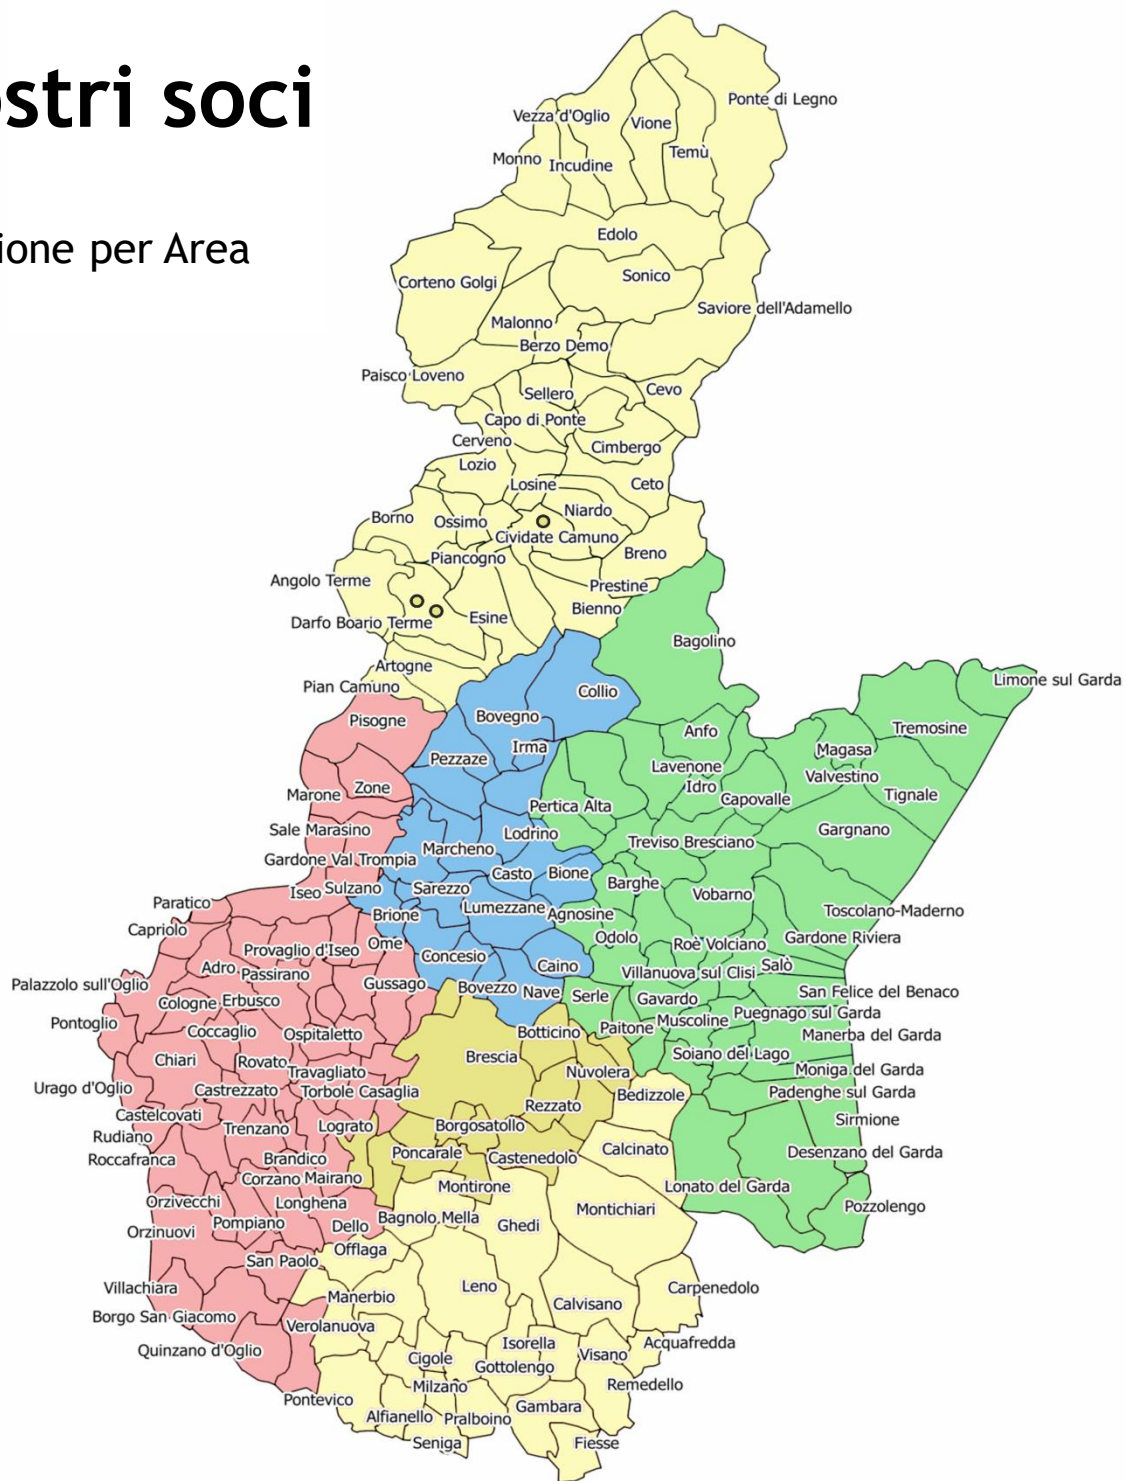 ostri soci
ione per Area
Ponte di Legno
Vezza d'Oglio
Vione
Temù
Monno
Incudine
Edolo
Corteno Golgi
Sonico
Saviore dell'Adamello
Malonno
Berzo Demo
Paisco Loveno
Sellero
Cevo
Capo di Ponte
Cerveno
Cimbergo
Lozio
Losine
Ceto
Borno
Ossimo
Niardo
Cividate Camuno
Piancogno
Breno
Angolo Terme
Prestine
Bienno
Darfo Boario Terme
Esine
Bagolino
Artogne
Pian Camuno
Collio
Limone sul Garda
Pisogne
Bovegno
Anfo
Tremosine
Irma
Magasa
Pezzaze
Lavenone
Valvestino
Zone
Idro
Marone
Capovalle
Tignale
Pertica Alta
Sale Marasino
Lodrino
Gargnano
Treviso Bresciano
Marcheno
Gardone Val Trompia
Casto
Bione
Barghe
Iseo
Sulzano
Sarezzo
Vobarno
Paratico
Brione
Lumezzane
Agnosine
Toscolano-Maderno
Capriolo
Provaglio d'Iseo
Ome
Odolo
Roè Volciano
Gardone Riviera
Concesio
Caino
Salò
Adro
Passirano
Villanuova sul Clisi
Palazzolo sull'Oglio
Gussago
Bovezzo
Nave
Serle
Gavardo
San Felice del Benaco
Cologne
Erbusco
Puegnago sul Garda
Pontoglio
Coccaglio
Ospitaletto
Botticino
Paitone
Muscoline
Manerba del Garda
Chiari
Rovato
Brescia
Soiano del Lago
Travagliato
Nuvolera
Moniga del Garda
Urago d'Oglio
Castrezzato
Torbole Casaglia
Bedizzole
Padenghe sul Garda
Castelcovati
Rezzato
Sirmione
Trenzano
Lograto
Borgosatollo
Rudiano
Roccafranca
Brandico
Poncarale
Castenedolo
Calcinato
Desenzano del Garda
Corzano
Mairano
Montirone
Lonato del Garda
Orzivecchi
Longhena
Pozzolengo
Pompiano
Dello
Bagnolo Mella
Ghedi
Montichiari
Orzinuovi
Offlaga
San Paolo
Villachiara
Manerbio
Leno
Carpenedolo
Calvisano
Borgo San Giacomo
Verolanuova
Quinzano d'Oglio
Isorella
Acquafredda
Cigole
Gottolengo
Visano
Milzano
Remedello
Pontevico
Gambara
Alfianello
Pralboino
Seniga
Fiesse